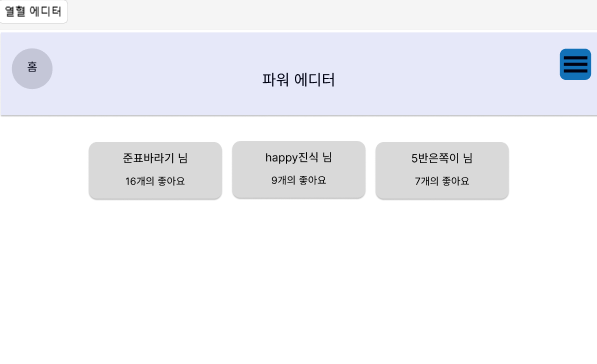 열혈 에디터
홈
파워 에디터
준표바라기 님
16개의 좋아요
happy진식 님
9개의 좋아요
5반은쪽이 님
7개의 좋아요